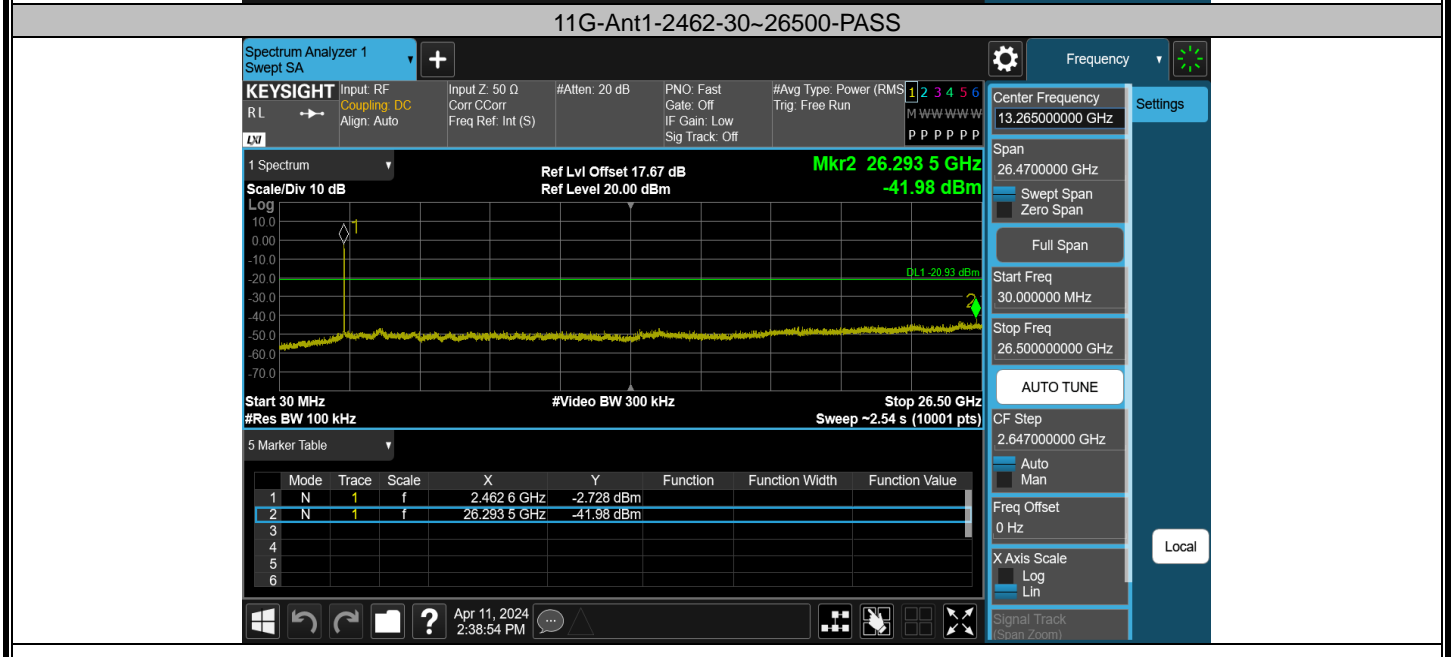 11G-Ant1-2462-30~26500-PASS
Spectrum Analyzer 1
Swept SA
+
Frequency
KEYSIGHT
RL
LXI
Input: RF
Coupling: DC
Align: Auto
Input Z: 50 Ω
Corr CCorr
Freq Ref: Int (S)
#Atten: 20 dB
PNO: Fast
Gate: Off
IF Gain: Low
Sig Track: Off
#Avg Type: Power (RMS
Trig: Free Run
1 2 3 4 5 6
M W W W W W
P P P P P P
1 Spectrum
Ref Lvl Offset 17.67 dB
Mkr2 26.293 5 GHz
Scale/Div 10 dB
Ref Level 20.00 dBm
-41.98 dBm
Log
10.0
0.00
-10.0
-20.0
-30.0
-40.0
-50.0
-60.0
-70.0
1
DL1 -20.93 dBm
2
Start 30 MHz
#Video BW 300 kHz
Stop 26.50 GHz
#Res BW 100 kHz
Sweep ~2.54 s (10001 pts)
5 Marker Table
Mode Trace Scale X Y Function Function Width Function Value
1 N 1 f 2.462 6 GHz -2.728 dBm
2 N 1 f 26.293 5 GHz -41.98 dBm
3
4
5
6
?
Apr 11, 2024
2:38:54 PM
Center Frequency
13.265000000 GHz
Span
26.4700000 GHz
Swept Span
Zero Span
Full Span
Start Freq
30.000000 MHz
Stop Freq
26.500000000 GHz
AUTO TUNE
CF Step
2.647000000 GHz
Auto
Man
Freq Offset
0 Hz
X Axis Scale
Log
Lin
Signal Track
(Span Zoom)
Settings
Local